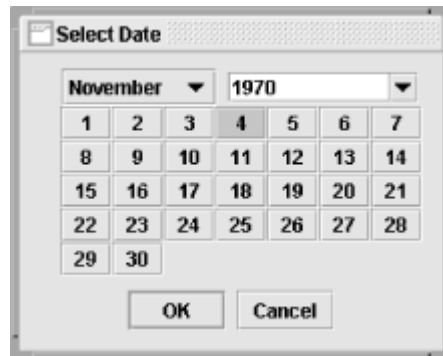 Select Date
November 1970
1 2 3 4 5 6 7
8 9 10 11 12 13 14
15 16 17 18 19 20 21
22 23 24 25 26 27 28
29 30
OK Cancel